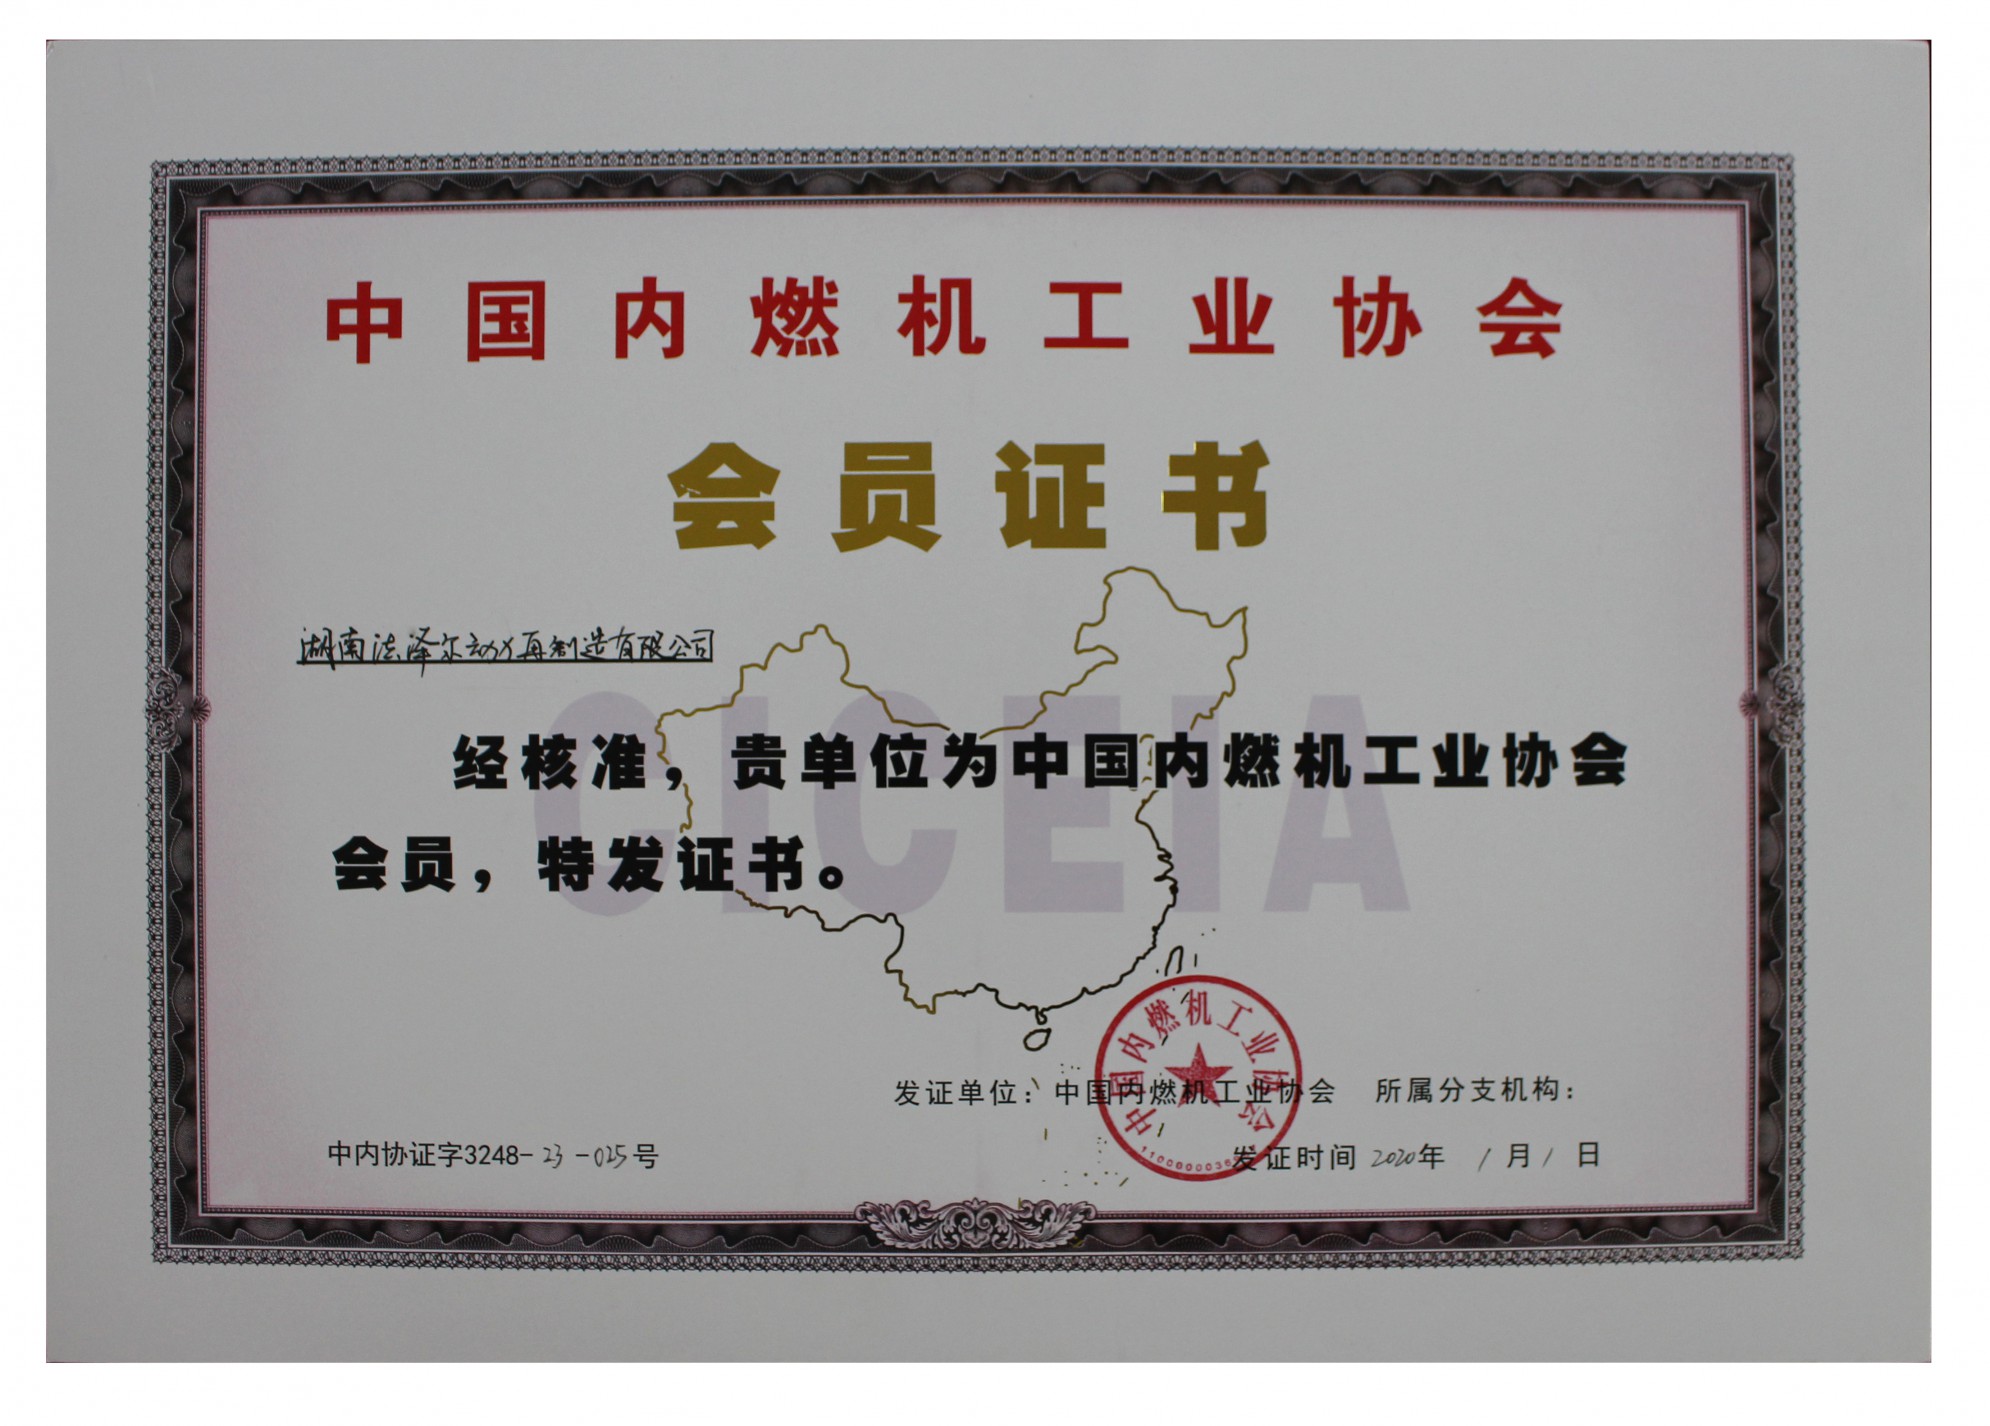 中国内燃机工业协会
会员证书
湖南法泽尔动力再制造有限公司
CICEIA
经核准，贵单位为中国内燃机工业协会
会员，特发证书。
中国内燃机工业协会
发证单位：中国内燃机工业协会 所属分支机构：
中内协证字3248-23-025号
发证时间 2020年 1月1日